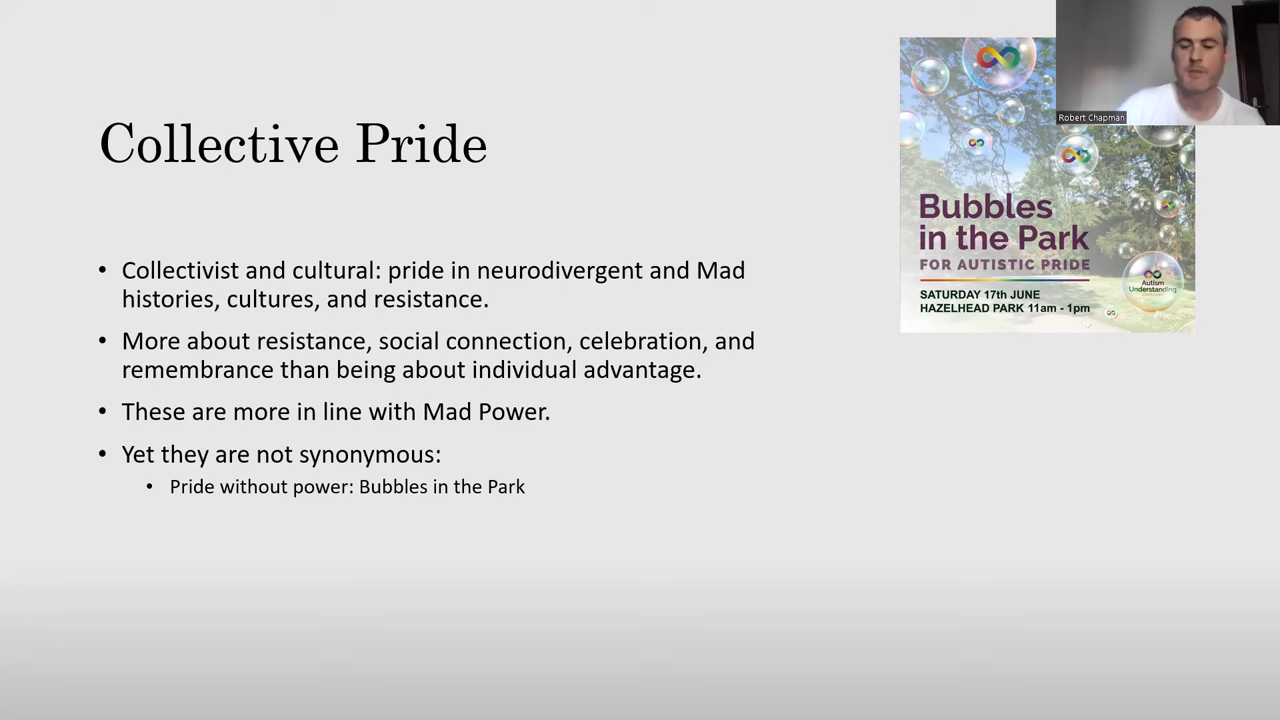 Collective Pride
• Collectivist and cultural: pride in neurodivergent and Mad
histories, cultures, and resistance.
• More about resistance, social connection, celebration, and
remembrance than being about individual advantage.
• These are more in line with Mad Power.
• Yet they are not synonymous:
• Pride without power: Bubbles in the Park
Robert Chapman
Bubbles
in the Park
FOR AUTISTIC PRIDE
SATURDAY 17th JUNE
HAZELHEAD PARK 11am - 1pm
Autism
Understanding